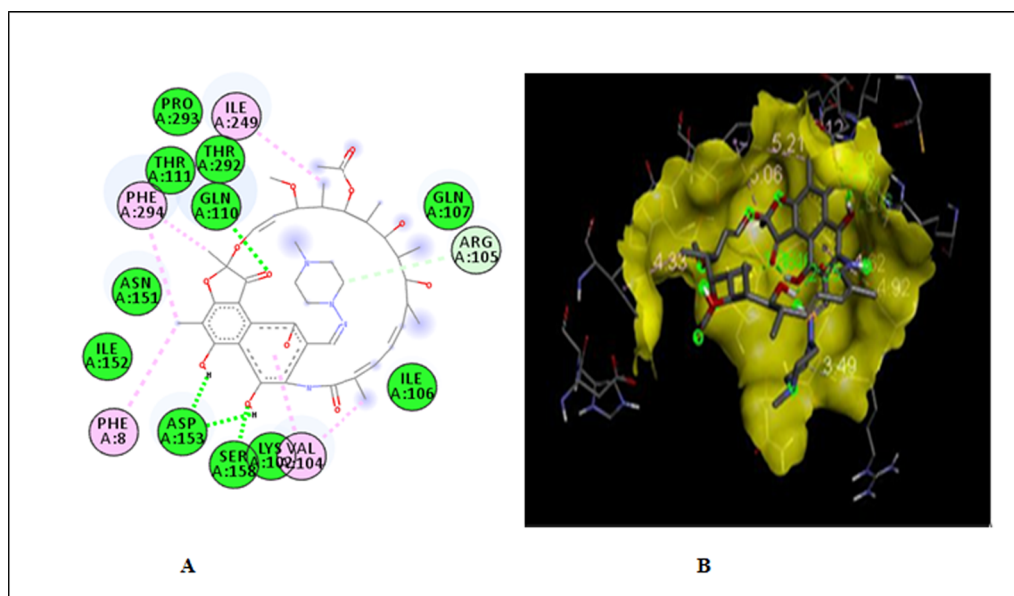 PRO
A:293
ILE
A:249
THR
A:111
THR
A:292
PHE
A:294
GLN
A:110
GLN
A:107
ARG
A:105
ASN
A:151
ILE
A:152
ILE
A:106
PHE
A:8
ASP
A:153
SER
A:158
LYS
A:102
VAL
A:104
O
O
O
O
O
O
O
O
O
O
O
N
N
N
N
H
H
5.21
5.06
4.33
4.92
3.49
A
B